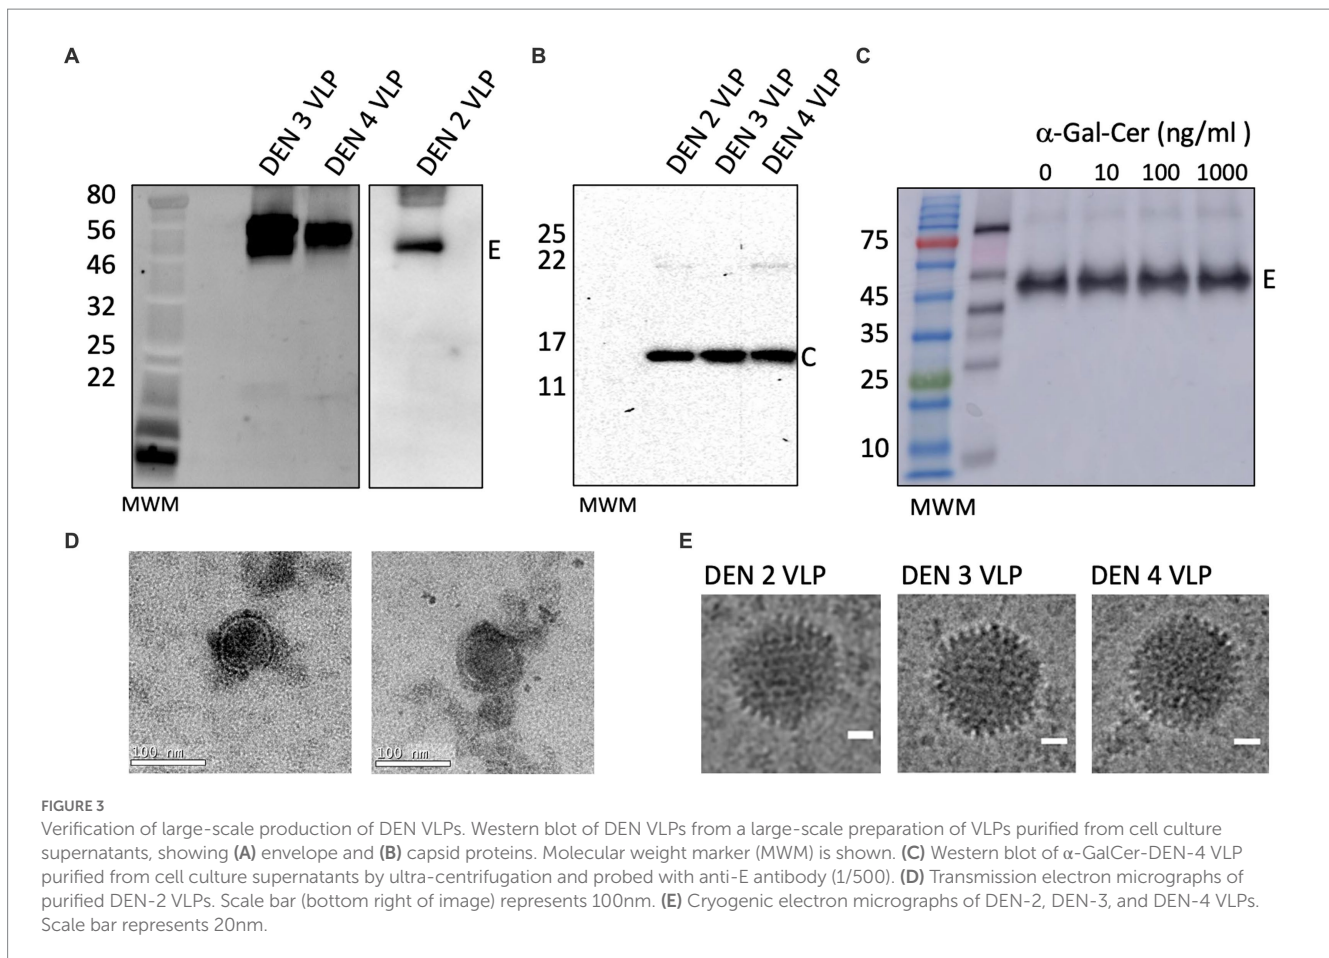 A
B
C
DEN 3 VLP
DEN 4 VLP
DEN 2 VLP
80
56
46
32
25
22
E
MWM
DEN 2 VLP
DEN 3 VLP
DEN 4 VLP
25
22
17
11
C
MWM
α-Gal-Cer (ng/ml )
0 10 100 1000
75
45
35
25
10
E
MWM
D
100 nm
100 nm
E
DEN 2 VLP
DEN 3 VLP
DEN 4 VLP
FIGURE 3
Verification of large-scale production of DEN VLPs. Western blot of DEN VLPs from a large-scale preparation of VLPs purified from cell culture
supernatants, showing (A) envelope and (B) capsid proteins. Molecular weight marker (MWM) is shown. (C) Western blot of α-GalCer-DEN-4 VLP
purified from cell culture supernatants by ultra-centrifugation and probed with anti-E antibody (1/500). (D) Transmission electron micrographs of
purified DEN-2 VLPs. Scale bar (bottom right of image) represents 100nm. (E) Cryogenic electron micrographs of DEN-2, DEN-3, and DEN-4 VLPs.
Scale bar represents 20nm.